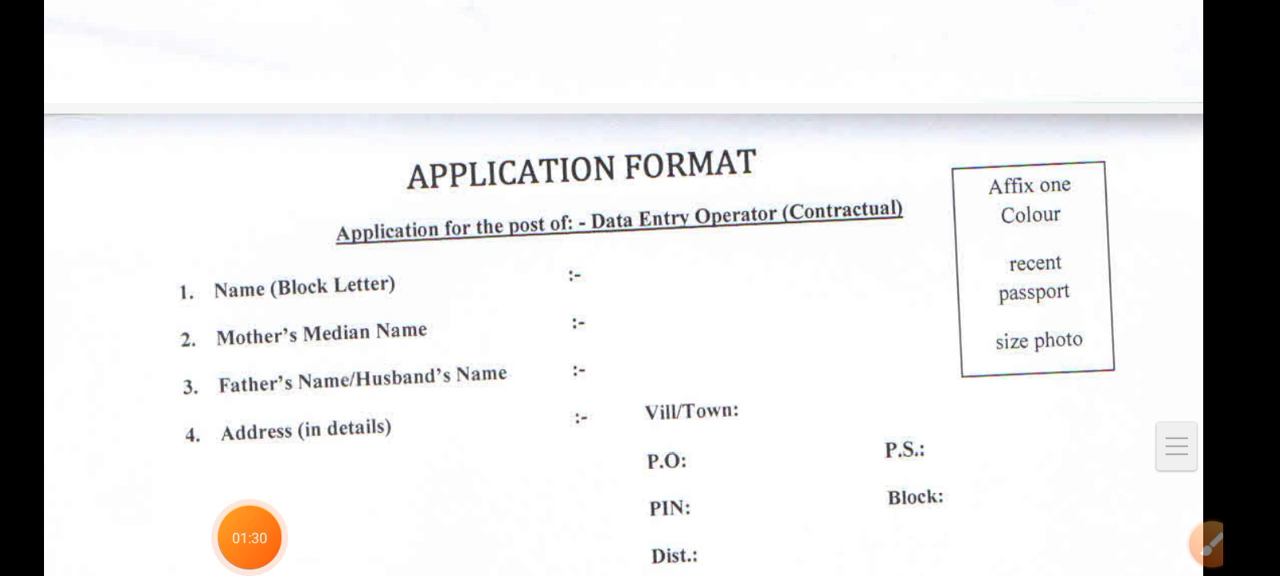 APPLICATION FORMAT
Application for the post of: - Data Entry Operator (Contractual)
Affix one
Colour
recent
passport
size photo
1. Name (Block Letter) :-
2. Mother's Median Name :-
3. Father's Name/Husband's Name :-
4. Address (in details) :- Vill/Town:
P.O: P.S.:
PIN: Block:
Dist.:
01:30